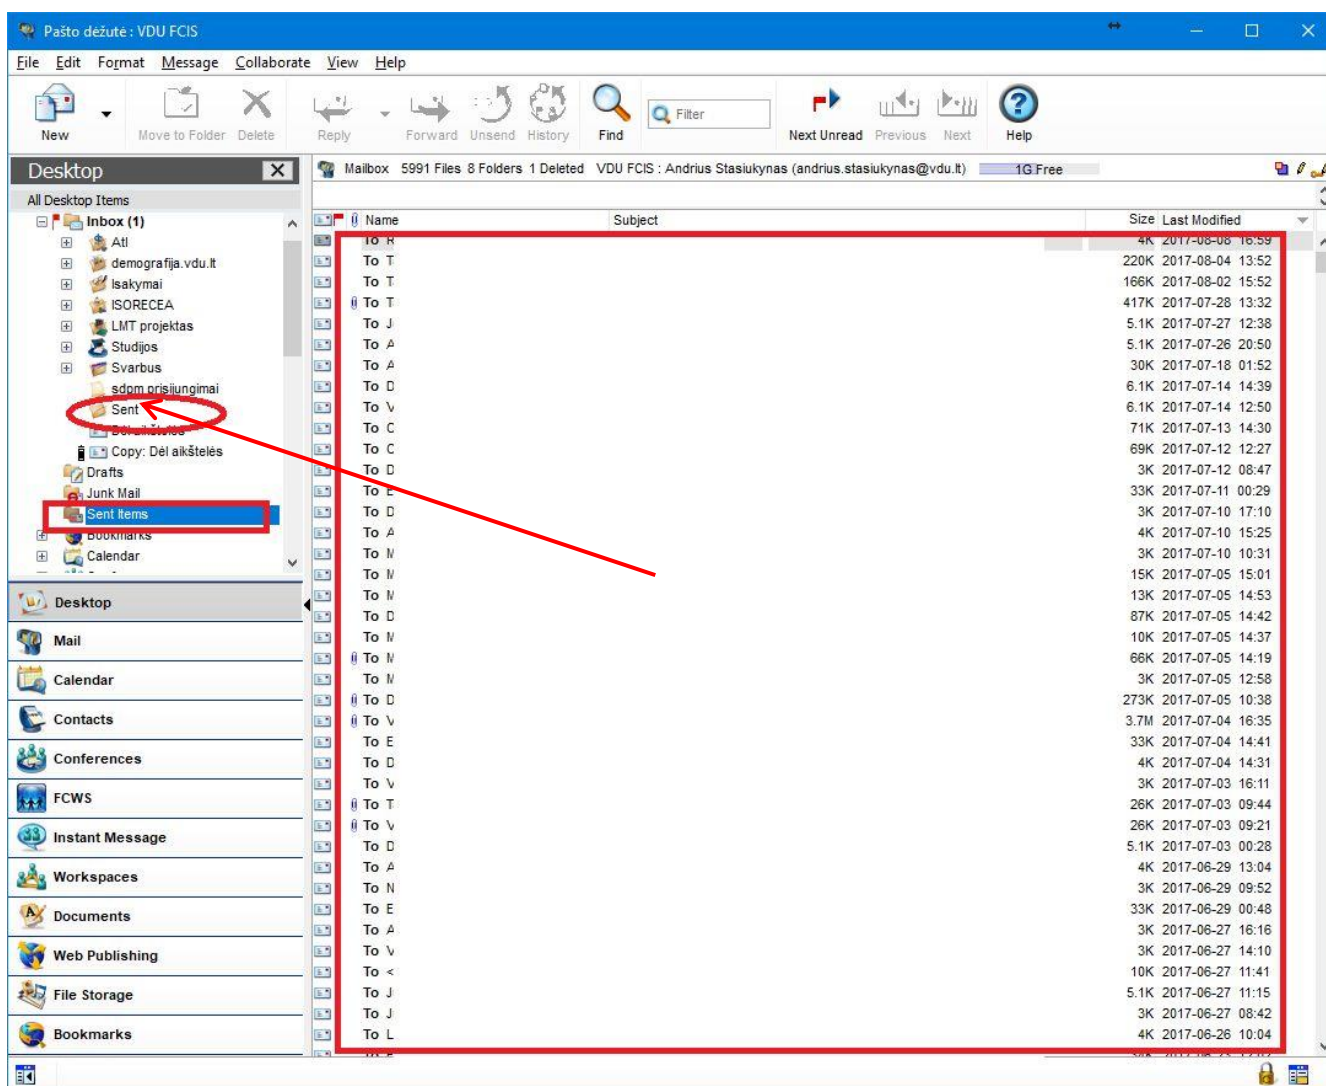 Pašto dėžutė : VDU FCIS
File Edit Format Message Collaborate View Help
New Move to Folder Delete Reply Forward Unsend History Find Filter Next Unread Previous Next Help
Desktop
Mailbox 5991 Files 8 Folders 1 Deleted VDU FCIS : Andrius Stasiukynas (andrius.stasiukynas@vdu.lt) 1G Free
All Desktop Items
Inbox (1)
Atl
demografija.vdu.lt
Isakymai
ISORECEA
LMT projektas
Studijos
Svarbus
sdpm prisijungimai
Sent
Dėl aikštelės
Copy: Dėl aikštelės
Drafts
Junk Mail
Sent Items
Bookmarks
Calendar
Desktop
Mail
Calendar
Contacts
Conferences
FCWS
Instant Message
Workspaces
Documents
Web Publishing
File Storage
Bookmarks
Name Subject Size Last Modified
To R 4K 2017-08-08 16:59
To T 220K 2017-08-04 13:52
To T 166K 2017-08-02 15:52
To T 417K 2017-07-28 13:32
To J 5.1K 2017-07-27 12:38
To A 5.1K 2017-07-26 20:50
To A 30K 2017-07-18 01:52
To D 6.1K 2017-07-14 14:39
To V 6.1K 2017-07-14 12:50
To C 71K 2017-07-13 14:30
To C 69K 2017-07-12 12:27
To D 3K 2017-07-12 08:47
To E 33K 2017-07-11 00:29
To D 3K 2017-07-10 17:10
To A 4K 2017-07-10 15:25
To M 3K 2017-07-10 10:31
To M 15K 2017-07-05 15:01
To M 13K 2017-07-05 14:53
To D 87K 2017-07-05 14:42
To M 10K 2017-07-05 14:37
To M 66K 2017-07-05 14:19
To M 3K 2017-07-05 12:58
To D 273K 2017-07-05 10:38
To V 3.7M 2017-07-04 16:35
To E 33K 2017-07-04 14:41
To D 4K 2017-07-04 14:31
To V 3K 2017-07-03 16:11
To T 26K 2017-07-03 09:44
To V 26K 2017-07-03 09:21
To D 5.1K 2017-07-03 00:28
To A 4K 2017-06-29 13:04
To N 3K 2017-06-29 09:52
To E 33K 2017-06-29 00:48
To A 3K 2017-06-27 16:16
To V 3K 2017-06-27 14:10
To < 10K 2017-06-27 11:41
To J 5.1K 2017-06-27 11:15
To J 3K 2017-06-27 08:42
To L 4K 2017-06-26 10:04